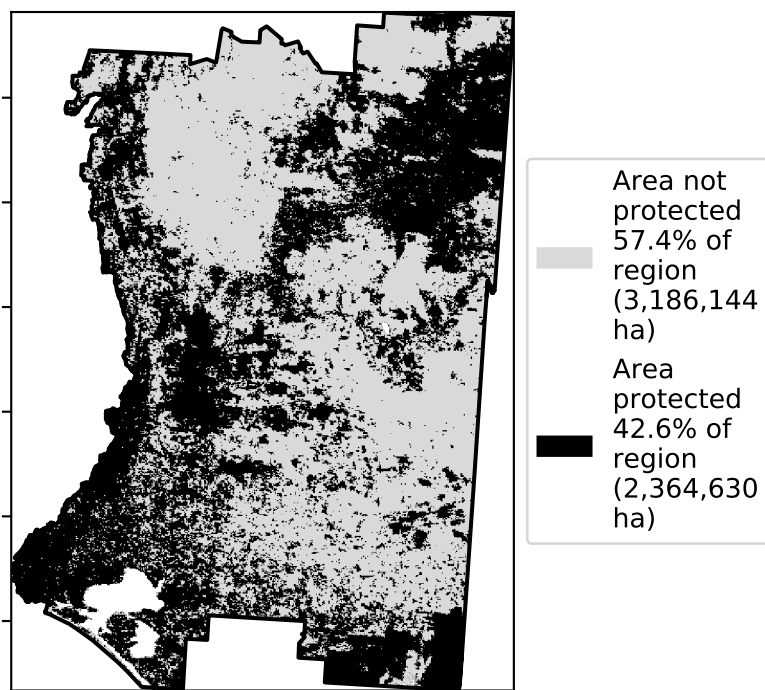 Area not
protected
57.4% of
region
(3,186,144
ha)
Area
protected
42.6% of
region
(2,364,630
ha)